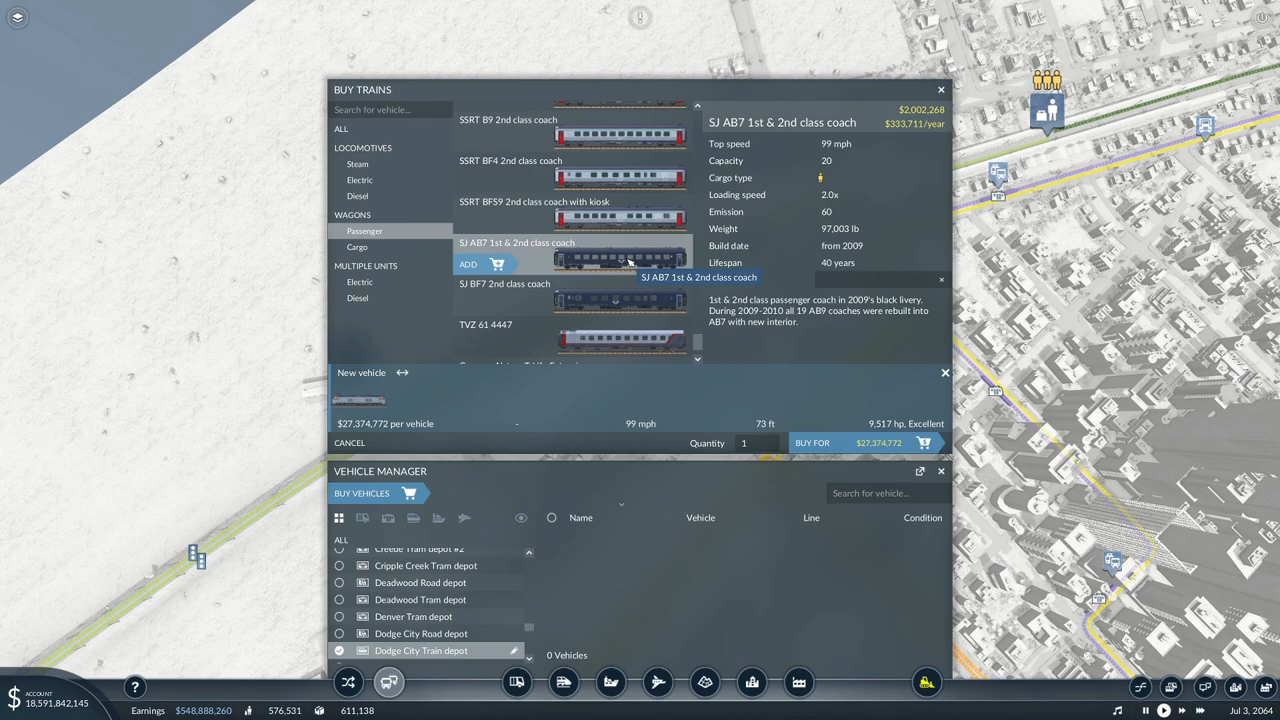 BUY TRAINS
Search for vehicle...
ALL
LOCOMOTIVES
Steam
Electric
Diesel
WAGONS
Passenger
Cargo
MULTIPLE UNITS
Electric
Diesel
SSRT B9 2nd class coach
SSRT BF4 2nd class coach
SSRT BFS9 2nd class coach with kiosk
SJ AB7 1st & 2nd class coach
ADD
SJ AB7 1st & 2nd class coach
SJ BF7 2nd class coach
TVZ 61 4447
$2,002,268
SJ AB7 1st & 2nd class coach
$333,711/year
Top speed 99 mph
Capacity 20
Cargo type
Loading speed 2.0x
Emission 60
Weight 97,003 lb
Build date from 2009
Lifespan 40 years
1st & 2nd class passenger coach in 2009's black livery.
During 2009-2010 all 19 AB9 coaches were rebuilt into
AB7 with new interior.
New vehicle
$27,374,772 per vehicle - 99 mph 73 ft 9,517 hp, Excellent
CANCEL Quantity 1 BUY FOR $27,374,772
VEHICLE MANAGER
BUY VEHICLES
Search for vehicle...
Name Vehicle Line Condition
ALL
Creede Tram depot #2
Cripple Creek Tram depot
Deadwood Road depot
Deadwood Tram depot
Denver Tram depot
Dodge City Road depot
Dodge City Train depot
0 Vehicles
$ ACCOUNT
18,591,842,145
?
Earnings $548,888,260 576,531 611,138
Jul 3, 2064